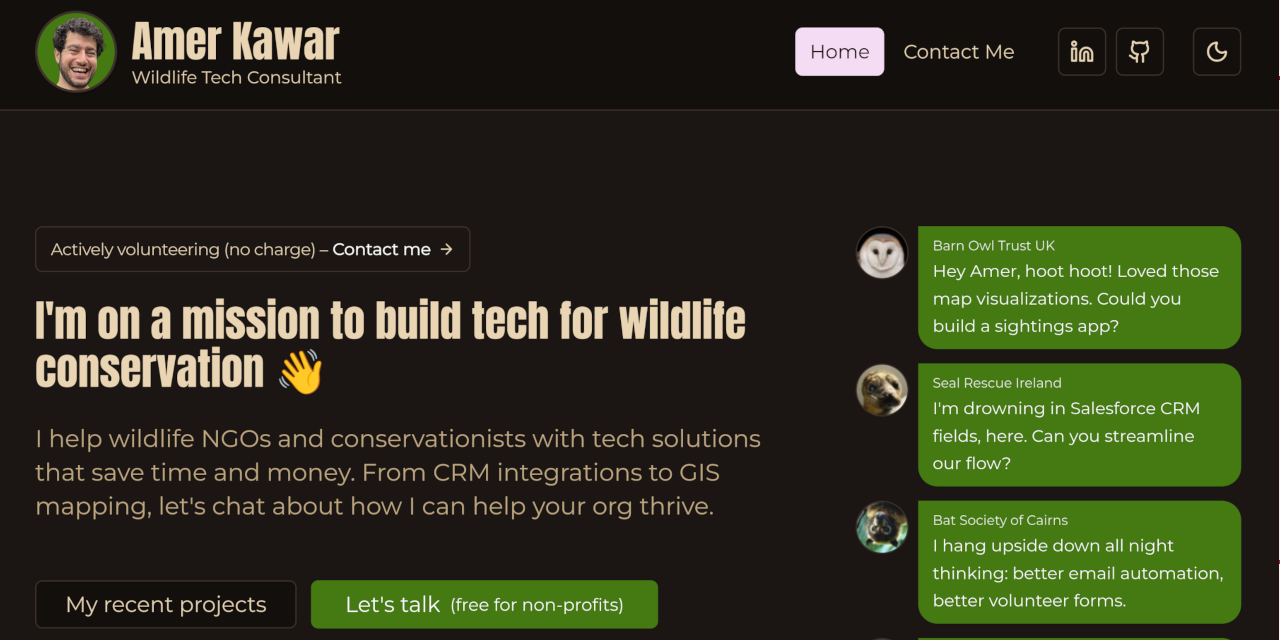 Amer Kawar
Wildlife Tech Consultant
Home
Contact Me
in
Actively volunteering (no charge) – Contact me →
I'm on a mission to build tech for wildlife
conservation 👋
I help wildlife NGOs and conservationists with tech solutions
that save time and money. From CRM integrations to GIS
mapping, let's chat about how I can help your org thrive.
My recent projects
Let's talk (free for non-profits)
Barn Owl Trust UK
Hey Amer, hoot hoot! Loved those
map visualizations. Could you
build a sightings app?
Seal Rescue Ireland
I'm drowning in Salesforce CRM
fields, here. Can you streamline
our flow?
Bat Society of Cairns
I hang upside down all night
thinking: better email automation,
better volunteer forms.